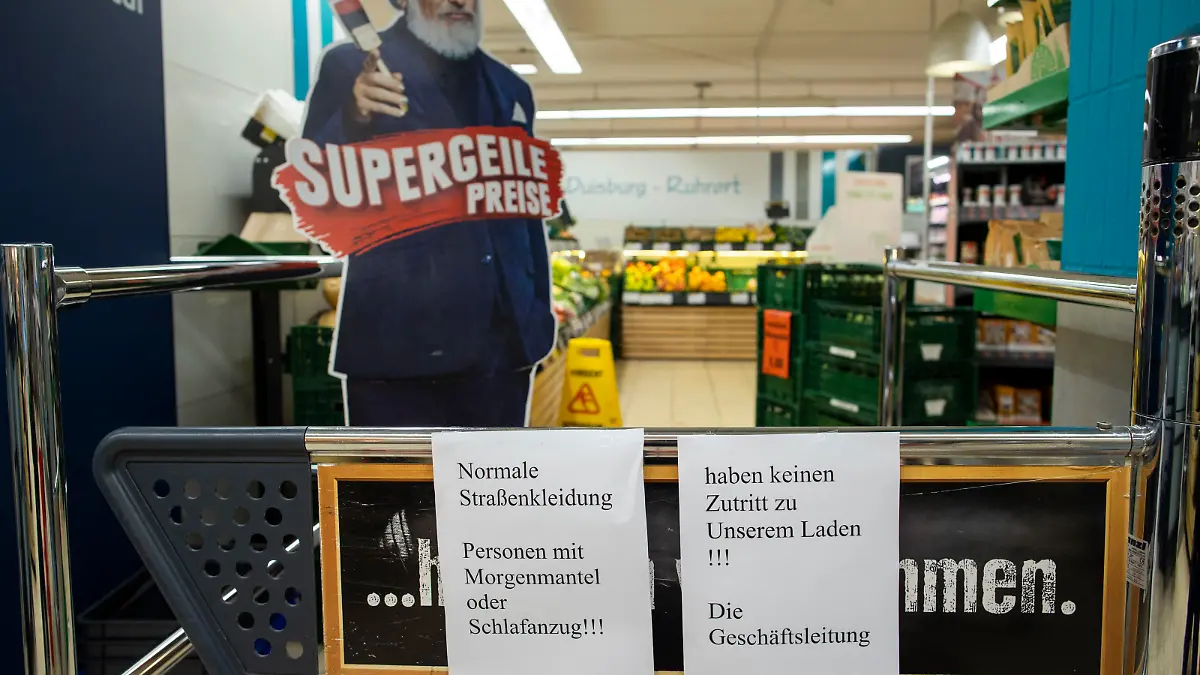 SUPERGEILE
PREISE
Duisburg - Ruhrort
Normale
Straßenkleidung
Personen mit
Morgenmantel
oder
Schlafanzug!!!
haben keinen
Zutritt zu
Unserem Laden
!!!
Die
Geschäftsleitung